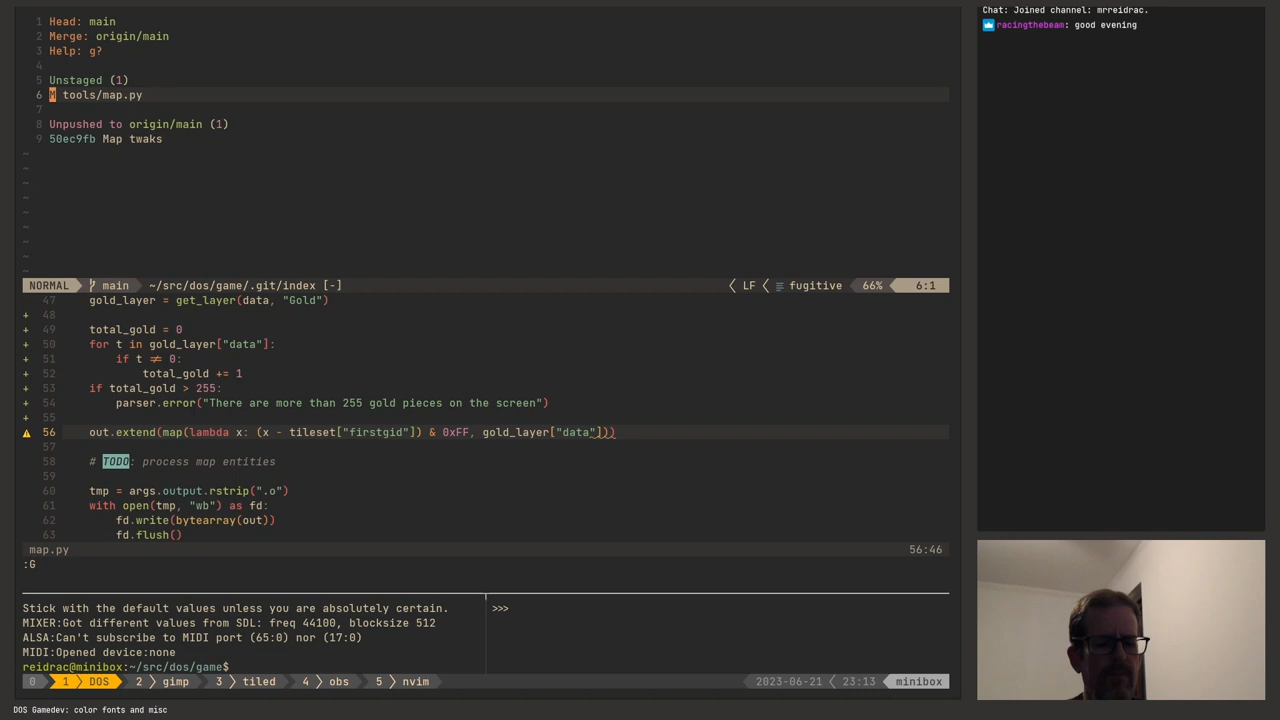 1 Head: main
2 Merge: origin/main
3 Help: g?
4
5 Unstaged (1)
6 M tools/map.py
7
8 Unpushed to origin/main (1)
9 50ec9fb Map twaks
~
~
~
~
~
~
~
~
~
NORMAL main ~/src/dos/game/.git/index [-] LF fugitive 66% 6:1
47 gold_layer = get_layer(data, "Gold")
+ 48
+ 49 total_gold = 0
+ 50 for t in gold_layer["data"]:
+ 51 if t ≠ 0:
+ 52 total_gold += 1
+ 53 if total_gold > 255:
+ 54 parser.error("There are more than 255 gold pieces on the screen")
+ 55
56 out.extend(map(lambda x: (x - tileset["firstgid"]) & 0xFF, gold_layer["data"]))
57
58 # TODO: process map entities
59
60 tmp = args.output.rstrip(".o")
61 with open(tmp, "wb") as fd:
62 fd.write(bytearray(out))
63 fd.flush()
map.py 56:46
:G
Stick with the default values unless you are absolutely certain.
MIXER:Got different values from SDL: freq 44100, blocksize 512
ALSA:Can't subscribe to MIDI port (65:0) nor (17:0)
MIDI:Opened device:none
reidrac@minibox:~/src/dos/game$
>>>
0 1 DOS 2 gimp 3 tiled 4 obs 5 nvim 2023-06-21 23:13 minibox
DOS Gamedev: color fonts and misc
Chat: Joined channel: mrreidrac.
racingthebeam: good evening